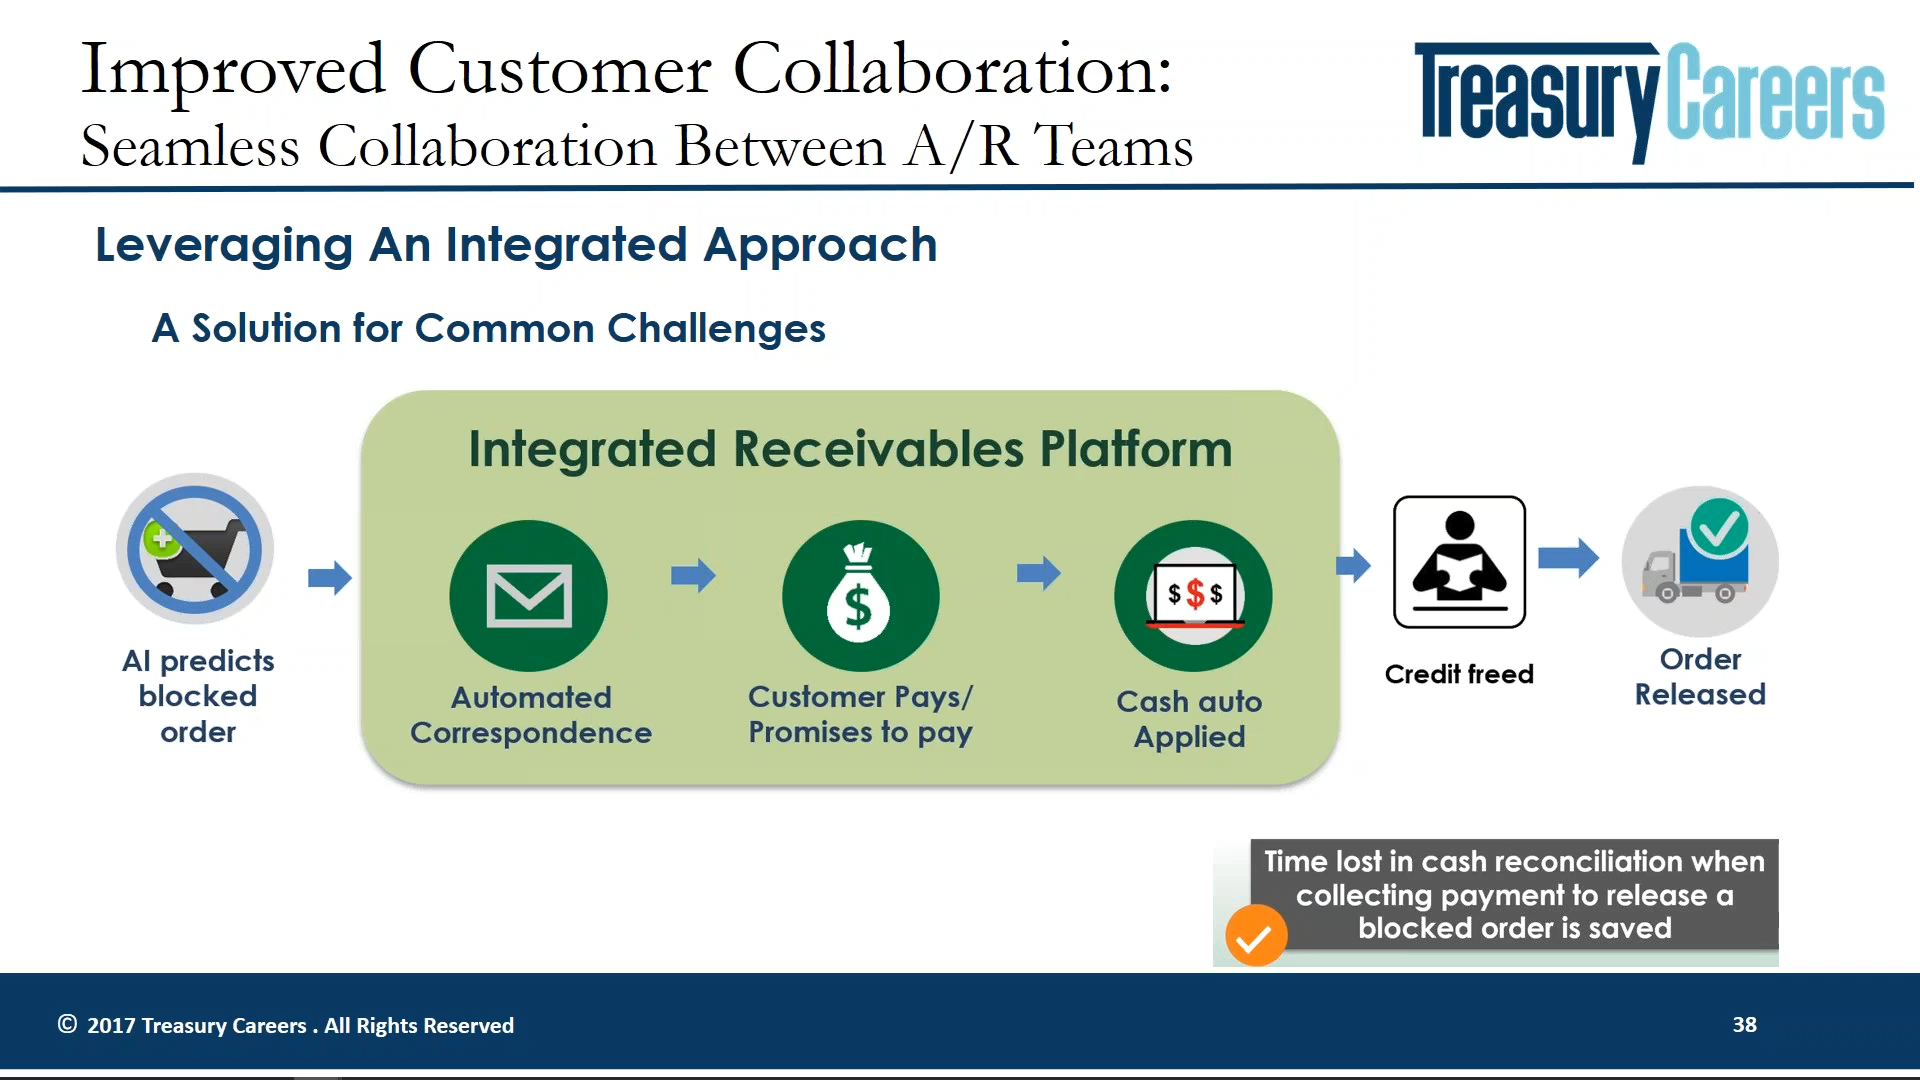 Improved Customer Collaboration:
Seamless Collaboration Between A/R Teams
TreasuryCareers
Leveraging An Integrated Approach
A Solution for Common Challenges
Integrated Receivables Platform
AI predicts
blocked
order
Automated
Correspondence
$
Customer Pays/
Promises to pay
$ $ $
Cash auto
Applied
Credit freed
Order
Released
Time lost in cash reconciliation when
collecting payment to release a
blocked order is saved
© 2017 Treasury Careers . All Rights Reserved
38